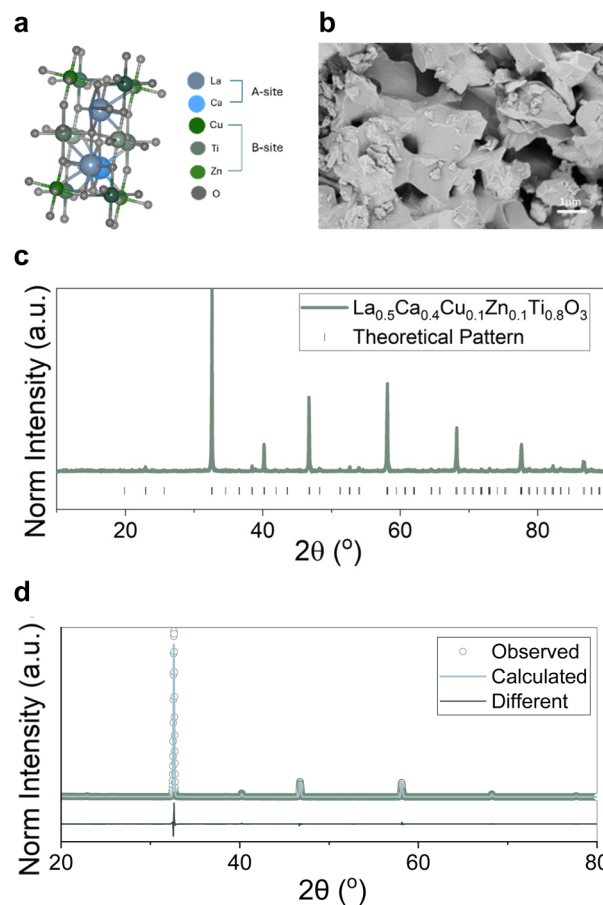 a
La
Ca
A-site
Cu
Ti
B-site
Zn
O
b
1µm
c
Norm Intensity (a.u.)
La0.5Ca0.4Cu0.1Zn0.1Ti0.8O3
Theoretical Pattern
20 40 60 80
2θ (°)
d
Norm Intensity (a.u.)
Observed
Calculated
Different
20 40 60 80
2θ (°)